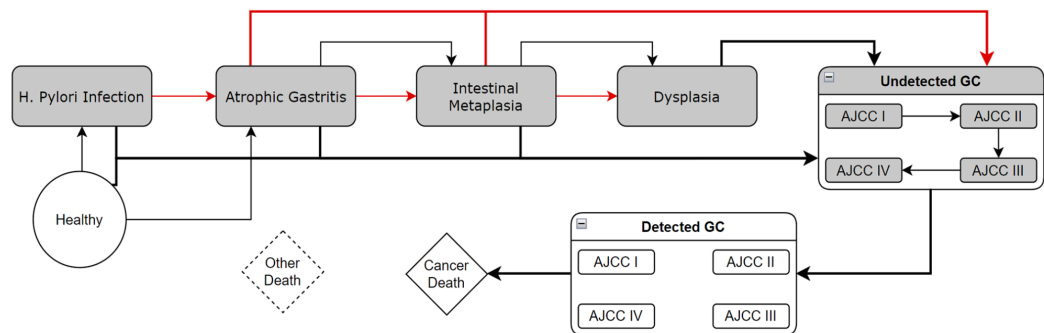 H. Pylori Infection
Atrophic Gastritis
Intestinal
Metaplasia
Dysplasia
Undetected GC
AJCC I
AJCC II
AJCC IV
AJCC III
Healthy
Other
Death
Cancer
Death
Detected GC
AJCC I
AJCC II
AJCC IV
AJCC III